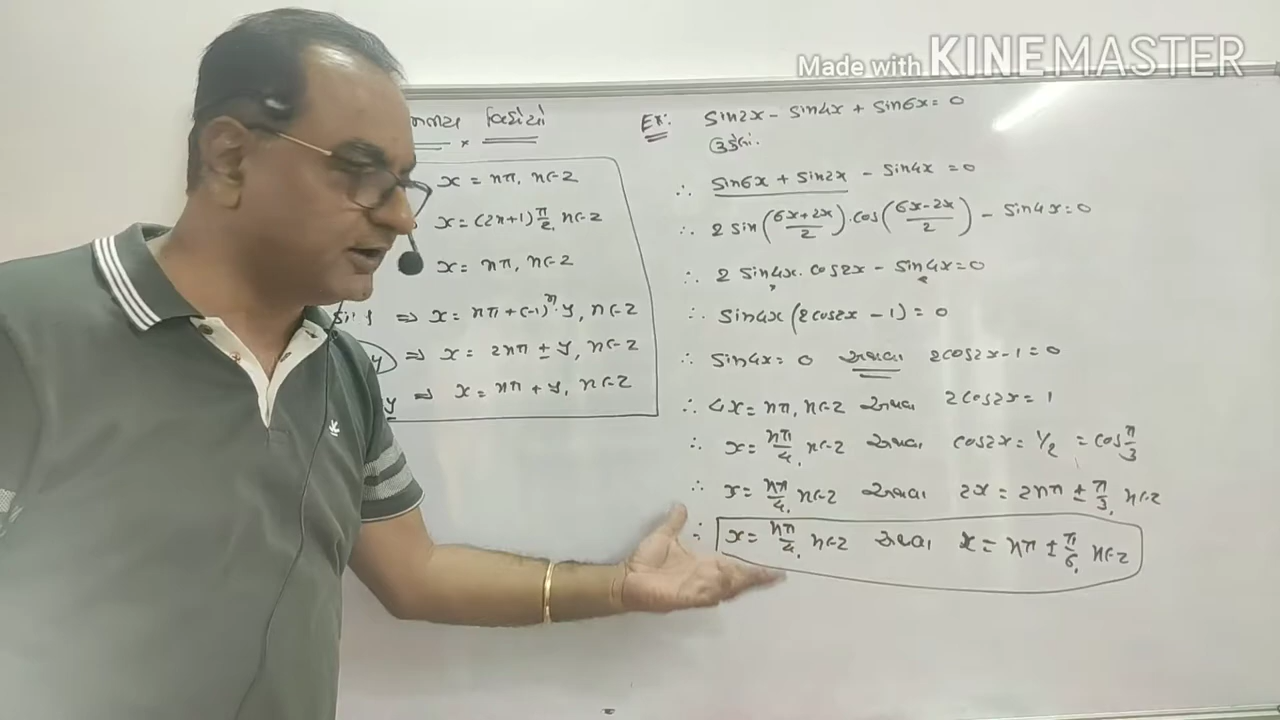 Made with KINEMASTER
વિકલ્પો
x = nπ, n∈Z
x = (2n+1)π/2, n∈Z
x = nπ, n∈Z
⇒ x = nπ + (-1)ⁿ·y, n∈Z
y ⇒ x = 2nπ ± y, n∈Z
y ⇒ x = nπ + y, n∈Z
Ex: sin2x - sin4x + sin6x = 0
ઉકેલો.
∴ sin6x + sin2x - sin4x = 0
∴ 2 sin((6x+2x)/2)·cos((6x-2x)/2) - sin4x = 0
∴ 2 sin4x · cos2x - sin4x = 0
∴ sin4x (2cos2x - 1) = 0
∴ sin4x = 0 અથવા 2cos2x - 1 = 0
∴ 4x = nπ, n∈Z અથવા 2cos2x = 1
∴ x = nπ/4, n∈Z અથવા cos2x = 1/2 = cos π/3
∴ x = nπ/4, n∈Z અથવા 2x = 2nπ ± π/3, n∈Z
∴ x = nπ/4, n∈Z અથવા x = nπ ± π/6, n∈Z